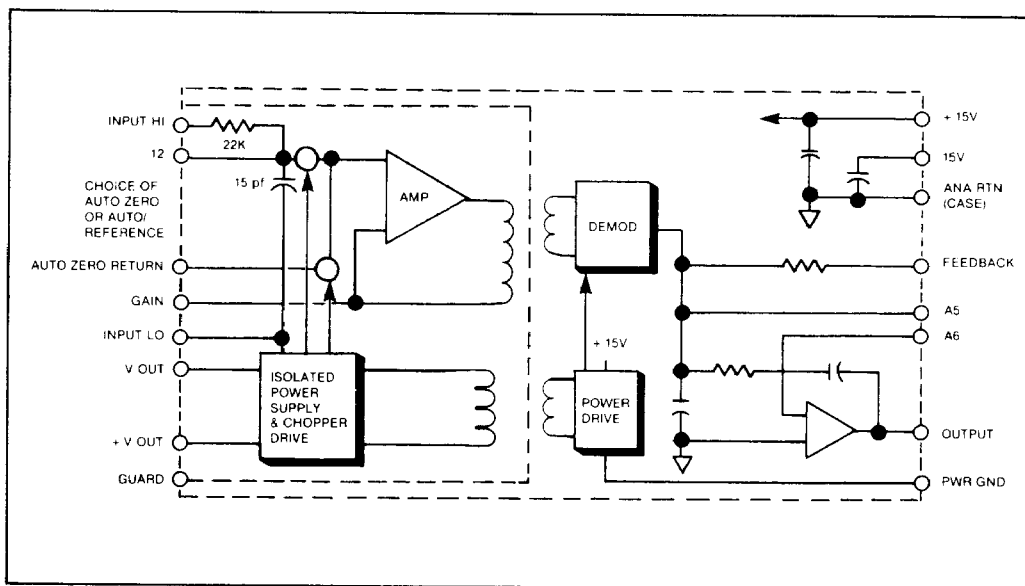 INPUT HI
22K
12
15 pf
CHOICE OF
AUTO ZERO
OR AUTO/
REFERENCE
AUTO ZERO RETURN
GAIN
INPUT LO
V OUT
+ V OUT
GUARD
AMP
ISOLATED
POWER
SUPPLY
& CHOPPER
DRIVE
DEMOD
+ 15V
POWER
DRIVE
+ 15V
15V
ANA RTN
(CASE)
FEEDBACK
A5
A6
OUTPUT
PWR GND